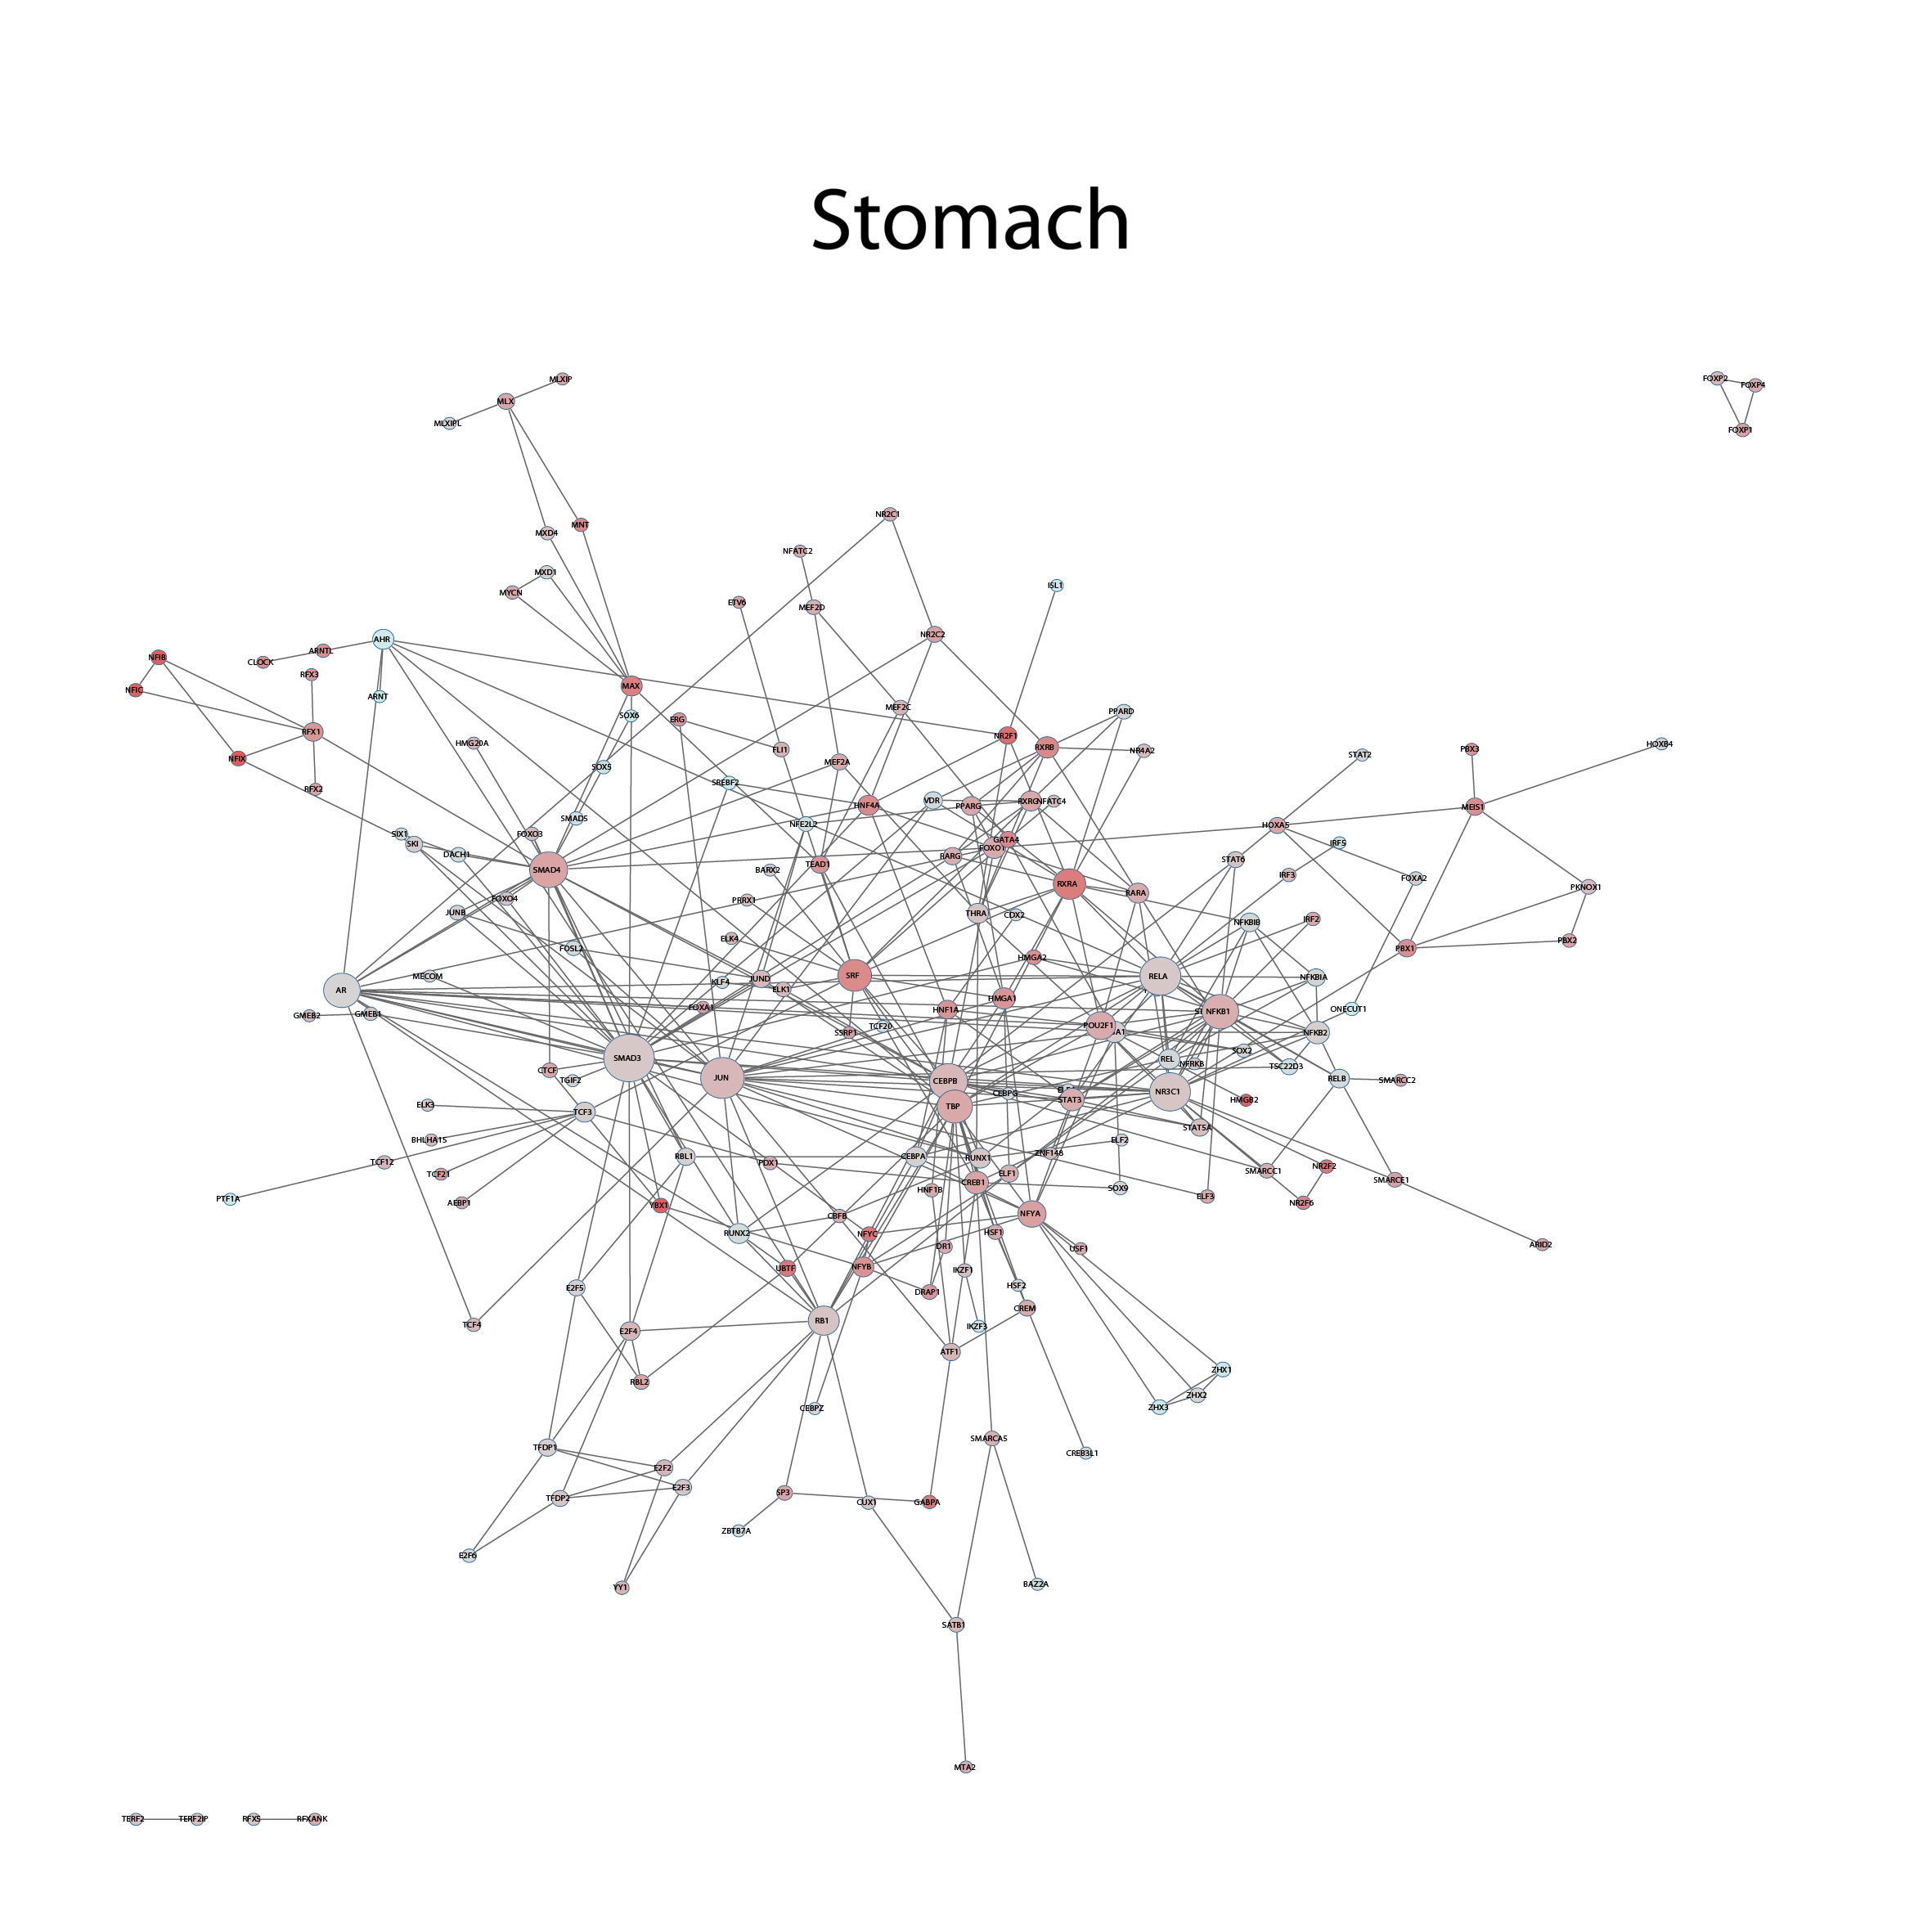 Stomach
MLXIP
FOXP2
FOXP4
MLX
MLXIPL
FOXP1
NR2C1
MNT
MXD4
NFATC2
MXD1
ISL1
MYCN
ETV6
MEF2D
NR2C2
AHR
ARNTL
NFIB
CLOCK
RFX3
MAX
NFIC
ARNT
MEF2C
PPARD
SOX6
ERG
RFX1
NR2F1
HMG20A
HOXB4
RXRB
FLI1
PBX3
NR4A2
STAT2
NFIX
MEF2A
SOX5
SREBF2
RFX2
VDR
RXRG
NFATC4
HNF4A
PPARG
MEIS1
SMAD5
NFE2L2
HOXA5
SIX1
FOXO3
GATA4
SKI
IRF5
FOXO1
DACH1
RARG
STAT6
TEAD1
SMAD4
BARX2
IRF3
FOXA2
RXRA
PKNOX1
RARA
FOXO4
PRRX1
JUNB
THRA
CDX2
IRF2
NFKBIB
ELK4
PBX2
FOSL2
PBX1
HMGA2
MECOM
SRF
RELA
NFKBIA
JUND
KLF4
ELK1
AR
HMGA1
FOXA1
HNF1A
ONECUT1
NFKB1
GMEB2
GMEB1
TCF20
POU2F1
SSRP1
NFKB2
SOX2
SMAD3
REL
NFRKB
TSC22D3
CTCF
JUN
TGIF2
CEBPB
RELB
SMARCC2
CEBPG
NR3C1
STAT3
HMGB2
ELK3
TBP
TCF3
STAT5A
BHLHA15
ELF2
ZNF148
RBL1
CEBPA
RUNX1
TCF12
PDX1
NR2F2
SMARCC1
TCF21
ELF1
SMARCE1
CREB1
HNF1B
SOX9
PTF1A
ELF3
AEBP1
NR2F6
YBX1
CBFB
NFYA
RUNX2
NFYC
HSF1
DR1
USF1
ARID2
UBTF
NFYB
IKZF1
HSF2
E2F5
DRAP1
CREM
RB1
TCF4
IKZF3
E2F4
ATF1
ZHX1
RBL2
ZHX2
ZHX3
CEBPZ
SMARCA5
TFDP1
CREB3L1
E2F2
E2F3
SP3
TFDP2
CUX1
GABPA
ZBTB7A
E2F6
BAZ2A
YY1
SATB1
MTA2
TERF2
TERF2IP
RFX5
RFXANK